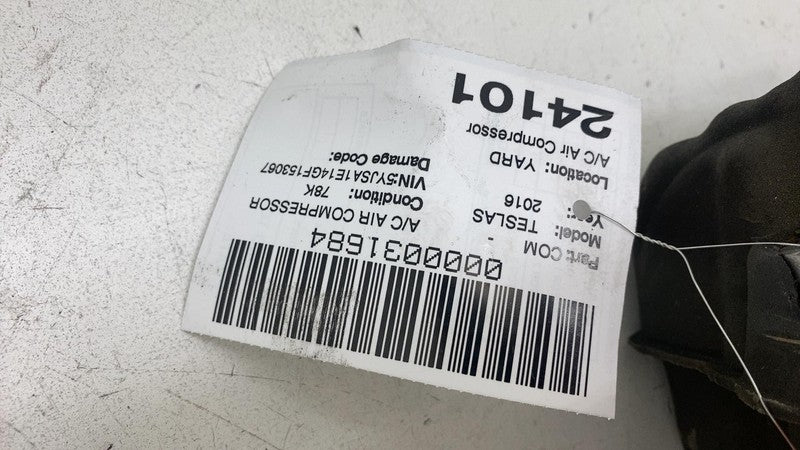 0000031684
Part: COM - A/C AIR COMPRESSOR
Model: TESLAS Condition: 78K
Year: 2016 VIN:5YJSA1E14GF153067
Location: YARD Damage Code:
A/C Air Compressor
24101